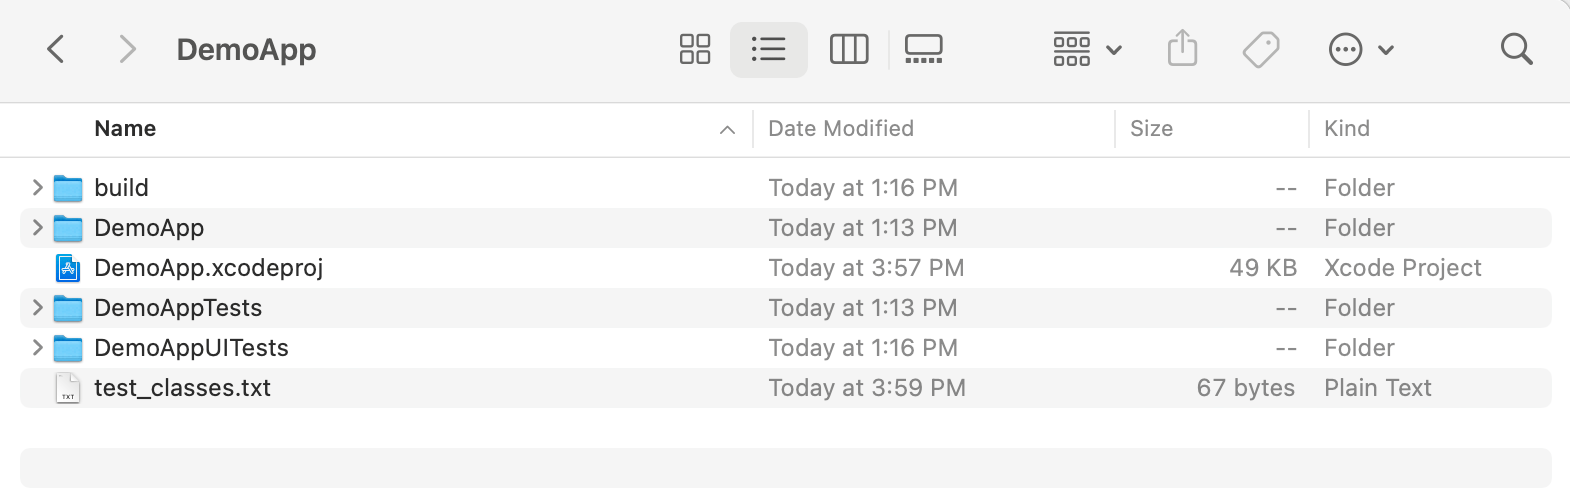 DemoApp
Name Date Modified Size Kind
build Today at 1:16 PM -- Folder
DemoApp Today at 1:13 PM -- Folder
DemoApp.xcodeproj Today at 3:57 PM 49 KB Xcode Project
DemoAppTests Today at 1:13 PM -- Folder
DemoAppUITests Today at 1:16 PM -- Folder
TXT test_classes.txt Today at 3:59 PM 67 bytes Plain Text